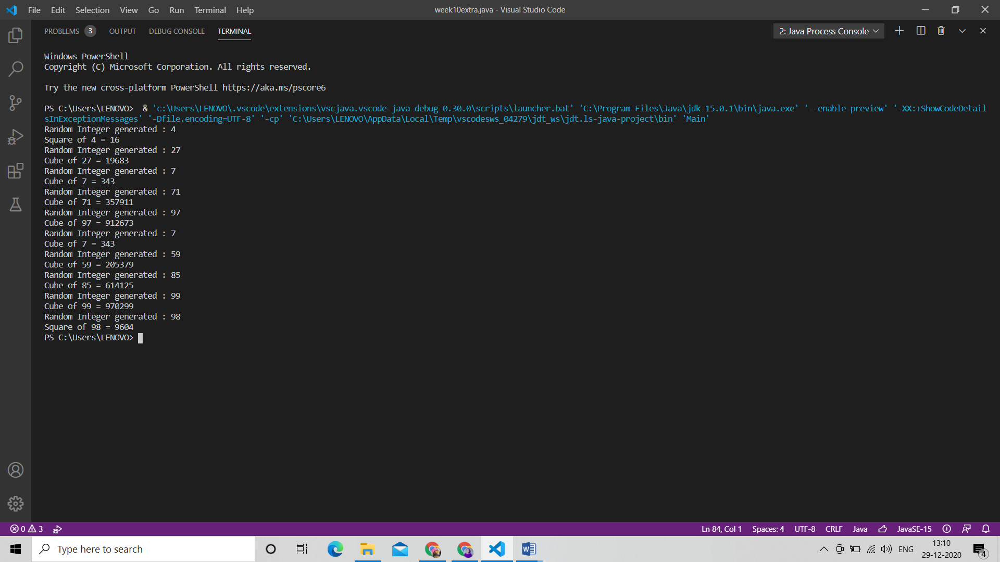 File Edit Selection View Go Run Terminal Help
week10extra.java - Visual Studio Code
PROBLEMS 3 OUTPUT DEBUG CONSOLE TERMINAL
2: Java Process Console
Windows PowerShell
Copyright (C) Microsoft Corporation. All rights reserved.
Try the new cross-platform PowerShell https://aka.ms/pscore6
PS C:\Users\LENOVO>  & 'c:\Users\LENOVO\.vscode\extensions\vscjava.vscode-java-debug-0.30.0\scripts\launcher.bat' 'C:\Program Files\Java\jdk-15.0.1\bin\java.exe' '--enable-preview' '-XX:+ShowCodeDetail
sInExceptionMessages' '-Dfile.encoding=UTF-8' '-cp' 'C:\Users\LENOVO\AppData\Local\Temp\vscodesws_04279\jdt_ws\jdt.ls-java-project\bin' 'Main'
Random Integer generated : 4
Square of 4 = 16
Random Integer generated : 27
Cube of 27 = 19683
Random Integer generated : 7
Cube of 7 = 343
Random Integer generated : 71
Cube of 71 = 357911
Random Integer generated : 97
Cube of 97 = 912673
Random Integer generated : 7
Cube of 7 = 343
Random Integer generated : 59
Cube of 59 = 205379
Random Integer generated : 85
Cube of 85 = 614125
Random Integer generated : 99
Cube of 99 = 970299
Random Integer generated : 98
Square of 98 = 9604
PS C:\Users\LENOVO>
0 3
Ln 84, Col 1 Spaces: 4 UTF-8 CRLF Java JavaSE-15
Type here to search
ENG
13:10
29-12-2020
4